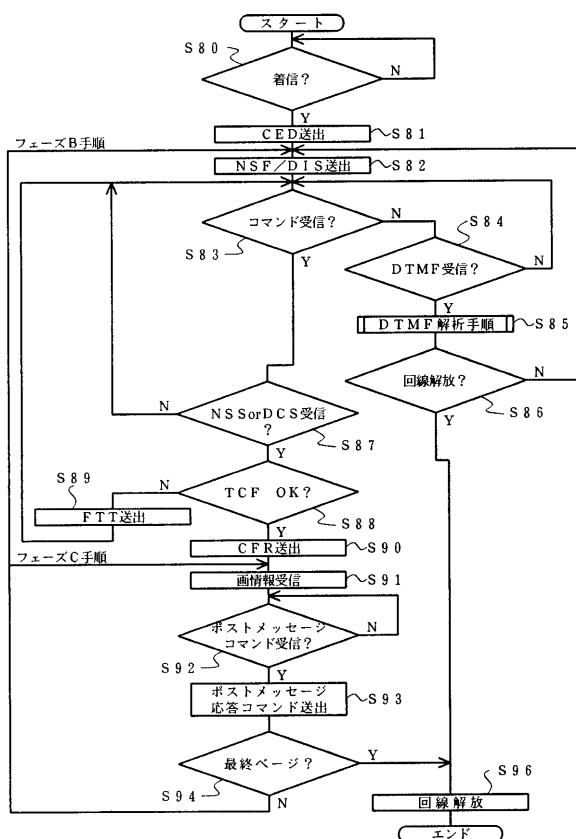 スタート
S80
着信?
N
Y
CED送出
S81
フェーズB手順
NSF/DIS送出
S82
コマンド受信?
N
S83
Y
S84
DTMF受信?
N
Y
DTMF解析手順
S85
回線解放?
N
S86
Y
NSSorDCS受信
?
N
S87
Y
S89
N
TCF OK?
FTT送出
S88
Y
CFR送出
S90
フェーズC手順
画情報受信
S91
ポストメッセージ
コマンド受信?
N
S92
Y
ポストメッセージ
応答コマンド送出
S93
最終ページ?
Y
S94
N
S96
回線解放
エンド